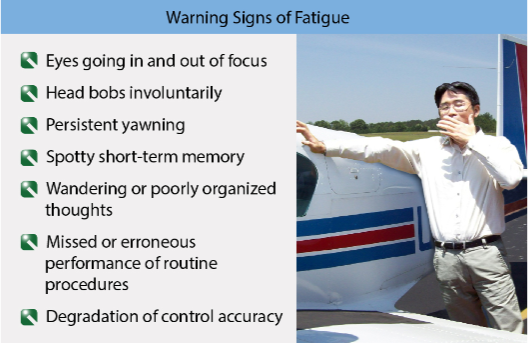 Warning Signs of Fatigue
Eyes going in and out of focus
Head bobs involuntarily
Persistent yawning
Spotty short-term memory
Wandering or poorly organized
thoughts
Missed or erroneous
performance of routine
procedures
Degradation of control accuracy